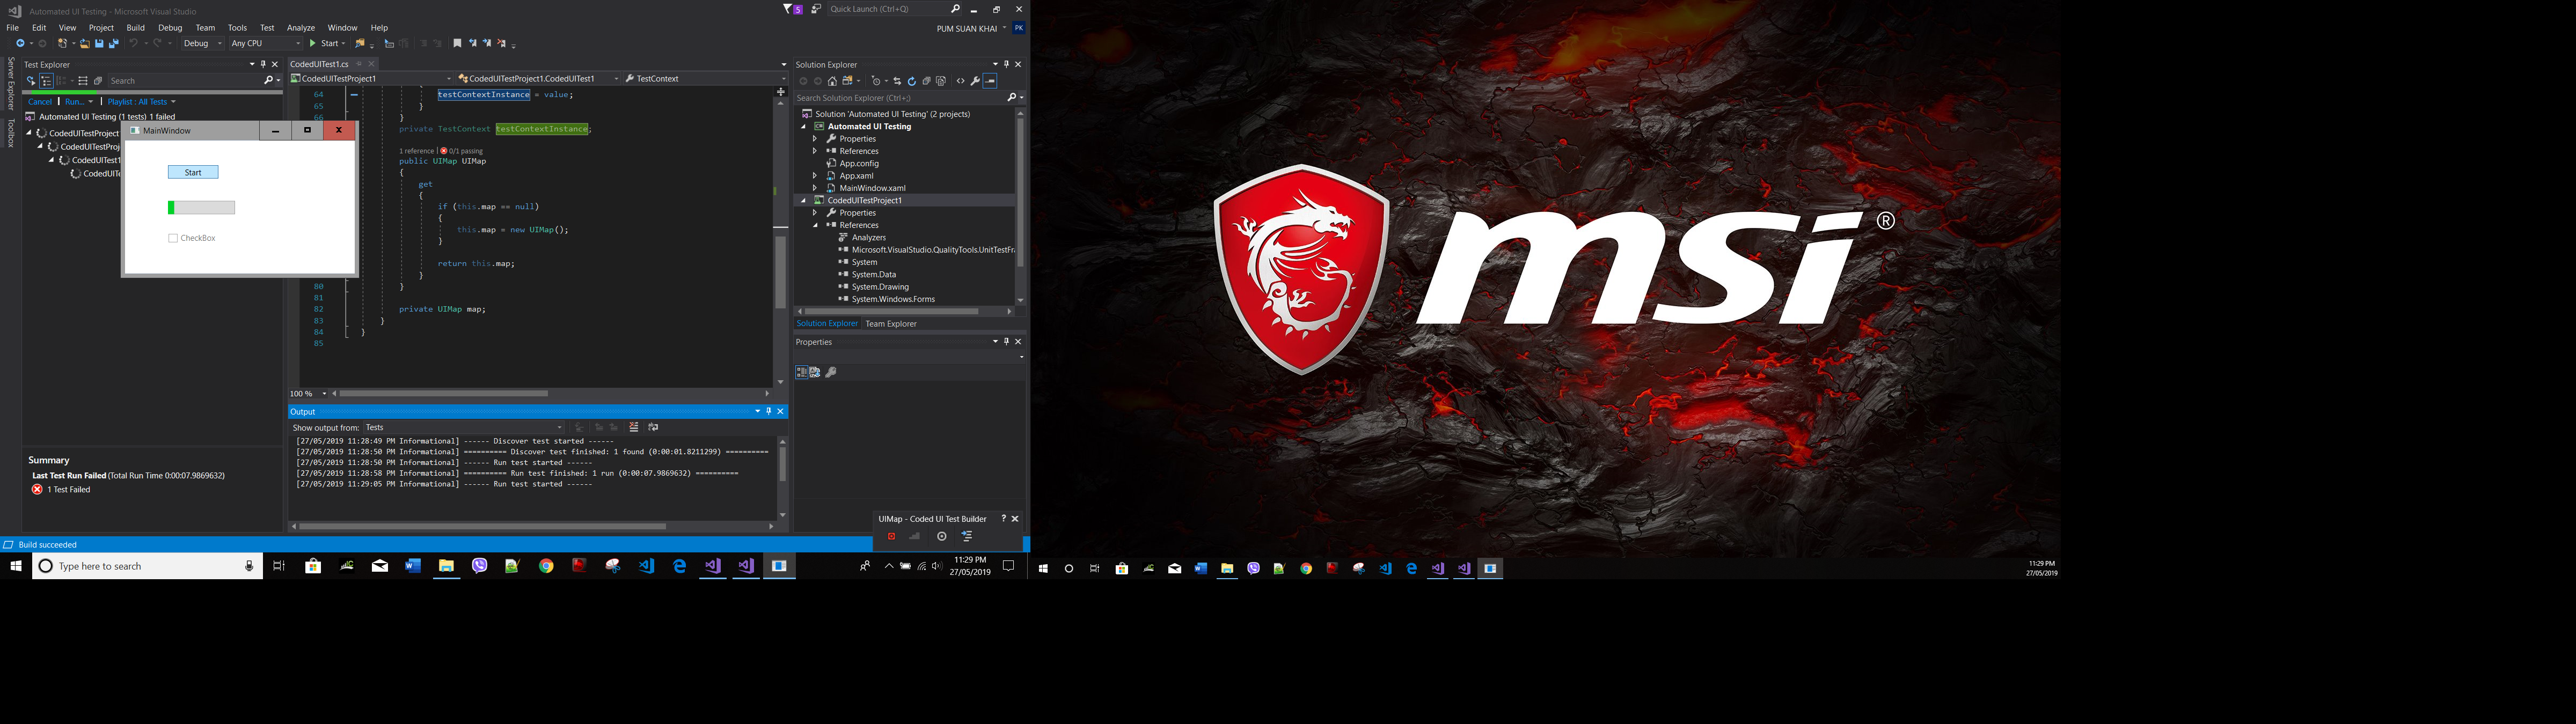 Automated UI Testing - Microsoft Visual Studio
5
Quick Launch (Ctrl+Q)
File Edit View Project Build Debug Team Tools Test Analyze Window Help
PUM SUAN KHAI
PK
Debug
Any CPU
Start
Server Explorer
Toolbox
Test Explorer
Search
Cancel
Run...
Playlist : All Tests
Automated UI Testing (1 tests) 1 failed
CodedUITestProject
CodedUITestProj
CodedUITest1
CodedUITe
MainWindow
Start
CheckBox
Summary
Last Test Run Failed (Total Run Time 0:00:07.9869632)
1 Test Failed
CodedUITest1.cs
CodedUITestProject1
CodedUITestProject1.CodedUITest1
TestContext
64 testContextInstance = value;
65 }
66 }
private TestContext testContextInstance;
1 reference | 0/1 passing
public UIMap UIMap
{
get
{
if (this.map == null)
{
this.map = new UIMap();
}
return this.map;
}
80 }
81
82 private UIMap map;
83 }
84 }
85
100 %
Output
Show output from: Tests
[27/05/2019 11:28:49 PM Informational] ------ Discover test started ------
[27/05/2019 11:28:50 PM Informational] ========== Discover test finished: 1 found (0:00:01.8211299) ==========
[27/05/2019 11:28:50 PM Informational] ------ Run test started ------
[27/05/2019 11:28:58 PM Informational] ========== Run test finished: 1 run (0:00:07.9869632) ==========
[27/05/2019 11:29:05 PM Informational] ------ Run test started ------
Solution Explorer
Search Solution Explorer (Ctrl+;)
Solution 'Automated UI Testing' (2 projects)
Automated UI Testing
Properties
References
App.config
App.xaml
MainWindow.xaml
CodedUITestProject1
Properties
References
Analyzers
Microsoft.VisualStudio.QualityTools.UnitTestFra
System
System.Data
System.Drawing
System.Windows.Forms
Solution Explorer Team Explorer
Properties
UIMap - Coded UI Test Builder
Build succeeded
Type here to search
11:29 PM
27/05/2019
msi®
11:29 PM
27/05/2019